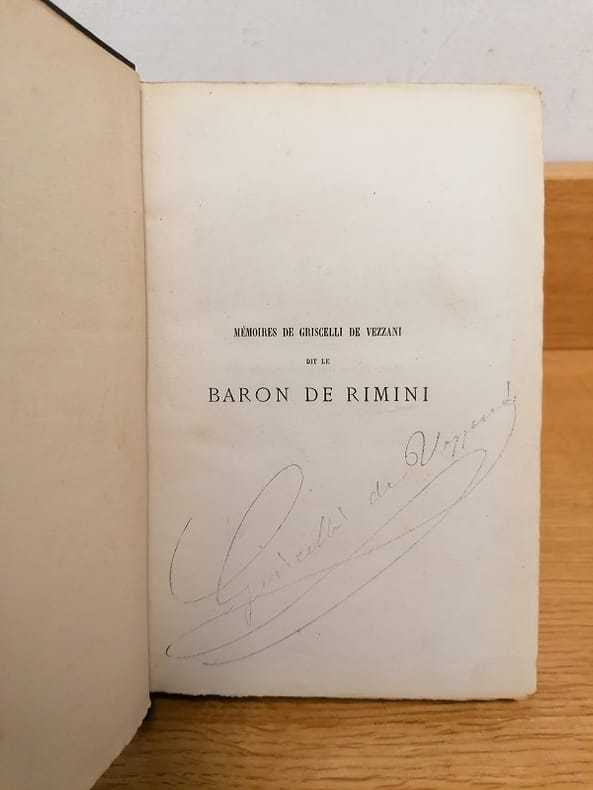 MÉMOIRES DE GRISCELLI DE VEZZANI
DIT LE
BARON DE RIMINI
Griscelli de Vezzani